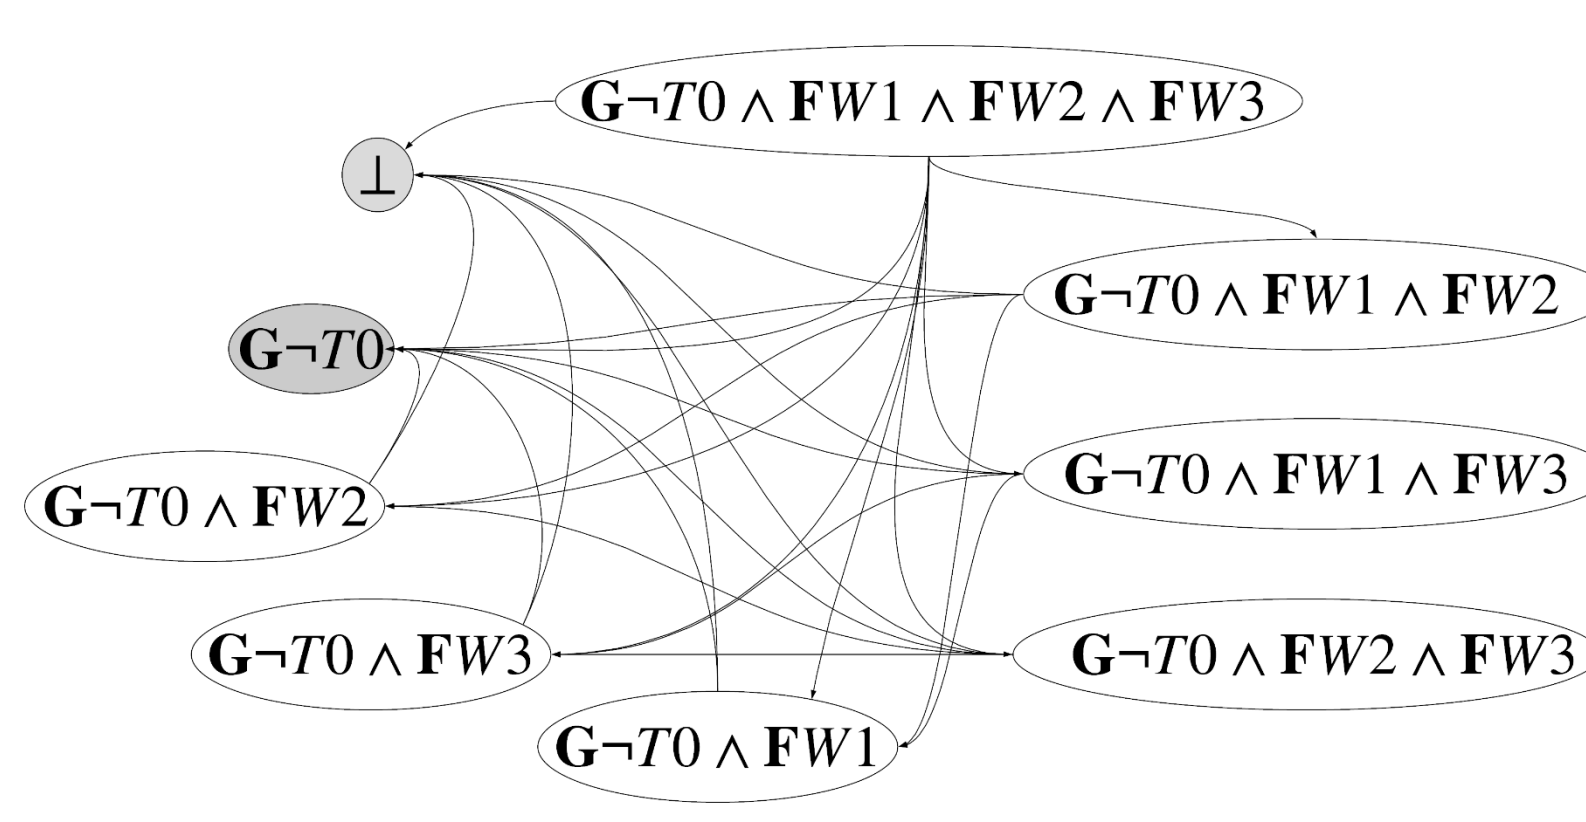 G¬T0 ∧ FW1 ∧ FW2 ∧ FW3
⊥
G¬T0 ∧ FW1 ∧ FW2
G¬T0
G¬T0 ∧ FW1 ∧ FW3
G¬T0 ∧ FW2
G¬T0 ∧ FW3
G¬T0 ∧ FW2 ∧ FW3
G¬T0 ∧ FW1